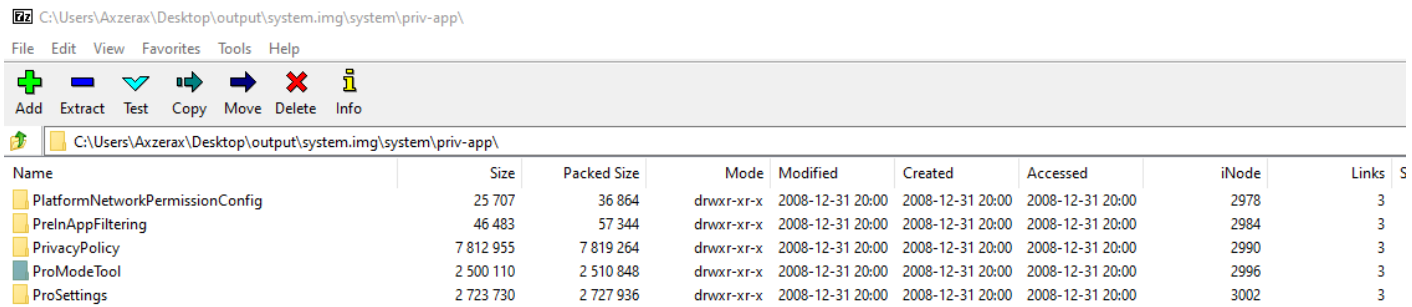 7z C:\Users\Axzerax\Desktop\output\system.img\system\priv-app\
File Edit View Favorites Tools Help
Add Extract Test Copy Move Delete Info
C:\Users\Axzerax\Desktop\output\system.img\system\priv-app\
Name Size Packed Size Mode Modified Created Accessed iNode Links S
PlatformNetworkPermissionConfig 25 707 36 864 drwxr-xr-x 2008-12-31 20:00 2008-12-31 20:00 2008-12-31 20:00 2978 3
PreInAppFiltering 46 483 57 344 drwxr-xr-x 2008-12-31 20:00 2008-12-31 20:00 2008-12-31 20:00 2984 3
PrivacyPolicy 7 812 955 7 819 264 drwxr-xr-x 2008-12-31 20:00 2008-12-31 20:00 2008-12-31 20:00 2990 3
ProModeTool 2 500 110 2 510 848 drwxr-xr-x 2008-12-31 20:00 2008-12-31 20:00 2008-12-31 20:00 2996 3
ProSettings 2 723 730 2 727 936 drwxr-xr-x 2008-12-31 20:00 2008-12-31 20:00 2008-12-31 20:00 3002 3